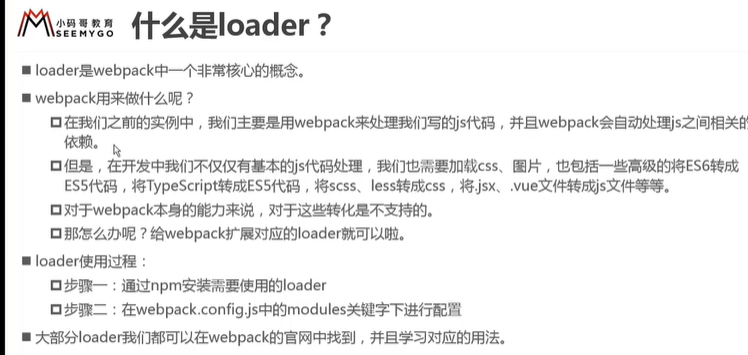 小码哥教育
SEEMYGO
什么是loader？
loader是webpack中一个非常核心的概念。
webpack用来做什么呢？
在我们之前的实例中，我们主要是用webpack来处理我们写的js代码，并且webpack会自动处理js之间相关的
依赖。
但是，在开发中我们不仅仅有基本的js代码处理，我们也需要加载css、图片，也包括一些高级的将ES6转成
ES5代码，将TypeScript转成ES5代码，将scss、less转成css，将.jsx、.vue文件转成js文件等等。
对于webpack本身的能力来说，对于这些转化是不支持的。
那怎么办呢？给webpack扩展对应的loader就可以啦。
loader使用过程：
步骤一：通过npm安装需要使用的loader
步骤二：在webpack.config.js中的modules关键字下进行配置
大部分loader我们都可以在webpack的官网中找到，并且学习对应的用法。